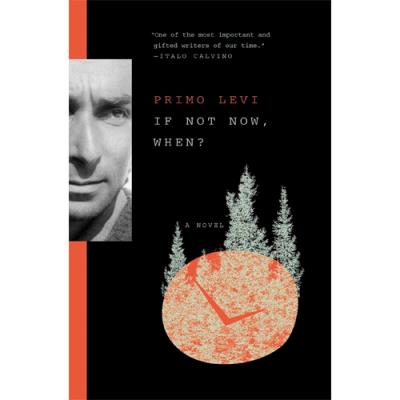 "One of the most important and
gifted writers of our time."
—ITALO CALVINO
PRIMO LEVI
IF NOT NOW,
WHEN?
A NOVEL